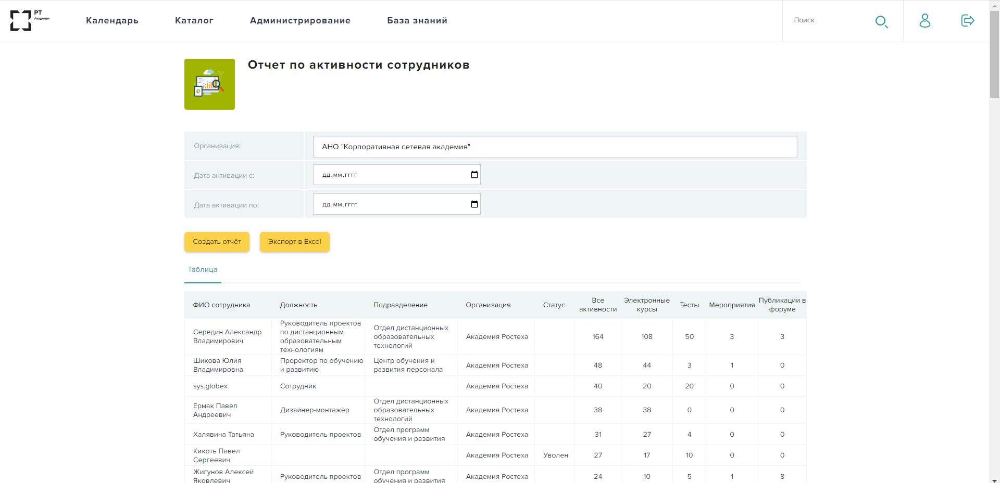 РТ
Академия
Календарь
Каталог
Администрирование
База знаний
Поиск
Отчет по активности сотрудников
Организация:
АНО "Корпоративная сетевая академия"
Дата активации с:
дд.мм.гггг
Дата активации по:
дд.мм.гггг
Создать отчёт
Экспорт в Excel
Таблица
ФИО сотрудника
Должность
Подразделение
Организация
Статус
Все
активности
Электронные
курсы
Тесты
Мероприятия
Публикации в
форуме
Середин Александр
Владимирович
Руководитель проектов
по дистанционным
образовательным
технологиям
Отдел дистанционных
образовательных
технологий
Академия Ростеха
164
108
50
3
3
Шикова Юлия
Владимировна
Проректор по обучению
и развитию
Центр обучения и
развития персонала
Академия Ростеха
48
44
3
1
0
sys.globex
Сотрудник
Академия Ростеха
40
20
20
0
0
Ермак Павел
Андреевич
Дизайнер-монтажёр
Отдел дистанционных
образовательных
технологий
Академия Ростеха
38
38
0
0
0
Халявина Татьяна
Руководитель проектов
Отдел программ
обучения и развития
Академия Ростеха
31
27
4
0
0
Кикоть Павел
Сергеевич
Академия Ростеха
Уволен
27
17
10
0
0
Жигунов Алексей
Яковлевич
Руководитель проектов
Отдел программ
обучения и развития
Академия Ростеха
24
10
5
1
8